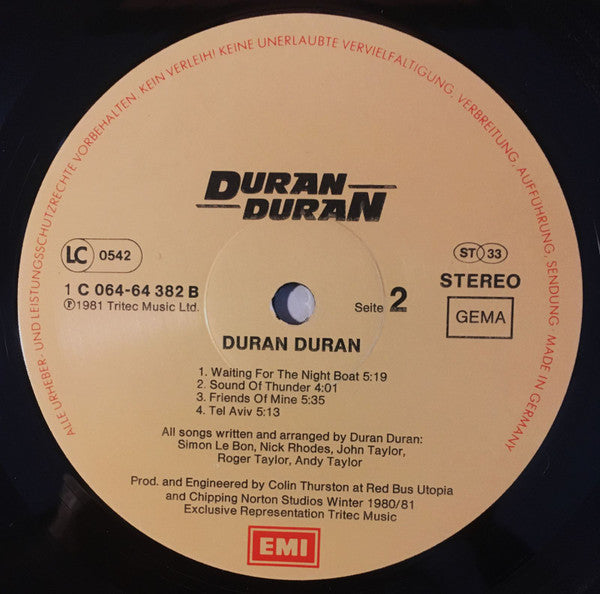 ALLE URHEBER- UND LEISTUNGSSCHUTZRECHTE VORBEHALTEN. KEIN VERLEIH! KEINE UNERLAUBTE VERVIELFÄLTIGUNG, VERBREITUNG, AUFFÜHRUNG, SENDUNG · MADE IN GERMANY
DURAN
DURAN
LC 0542
ST 33
1 C 064-64 382 B
STEREO
℗1981 Tritec Music Ltd.
Seite 2
GEMA
DURAN DURAN
1. Waiting For The Night Boat 5:19
2. Sound Of Thunder 4:01
3. Friends Of Mine 5:35
4. Tel Aviv 5:13
All songs written and arranged by Duran Duran:
Simon Le Bon, Nick Rhodes, John Taylor,
Roger Taylor, Andy Taylor
Prod. and Engineered by Colin Thurston at Red Bus Utopia
and Chipping Norton Studios Winter 1980/81
Exclusive Representation Tritec Music
EMI